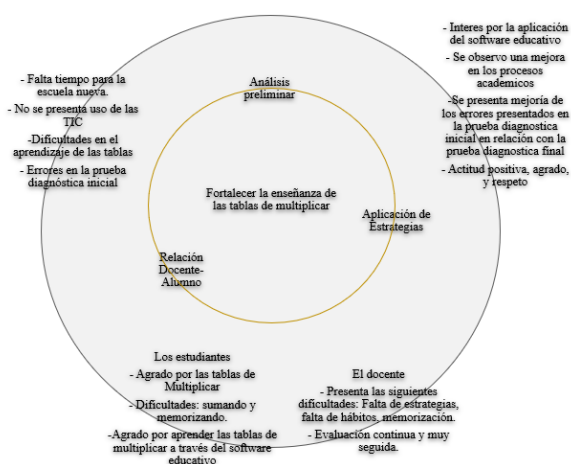 - Falta tiempo para la
escuela nueva.
- No se presenta uso de las
TIC
-Dificultades en el
aprendizaje de las tablas
- Errores en la prueba
diagnóstica inicial
Análisis
preliminar
- Interes por la aplicación
del software educativo
- Se observo una mejora
en los procesos
academicos
-Se presenta mejoría de
los errores presentados en
la prueba diagnostica
inicial en relación con la
prueba diagnostica final
- Actitud positiva, agrado,
y respeto
Fortalecer la enseñanza de
las tablas de multiplicar
Aplicación de
Estrategias
Relación
Docente-
Alumno
Los estudiantes
- Agrado por las tablas de
Multiplicar
- Dificultades: sumando y
memorizando.
-Agrado por aprender las tablas de
multiplicar a través del software
educativo
El docente
- Presenta las siguientes
dificultades: Falta de estrategias,
falta de hábitos, memorización.
- Evaluación continua y muy
seguida.